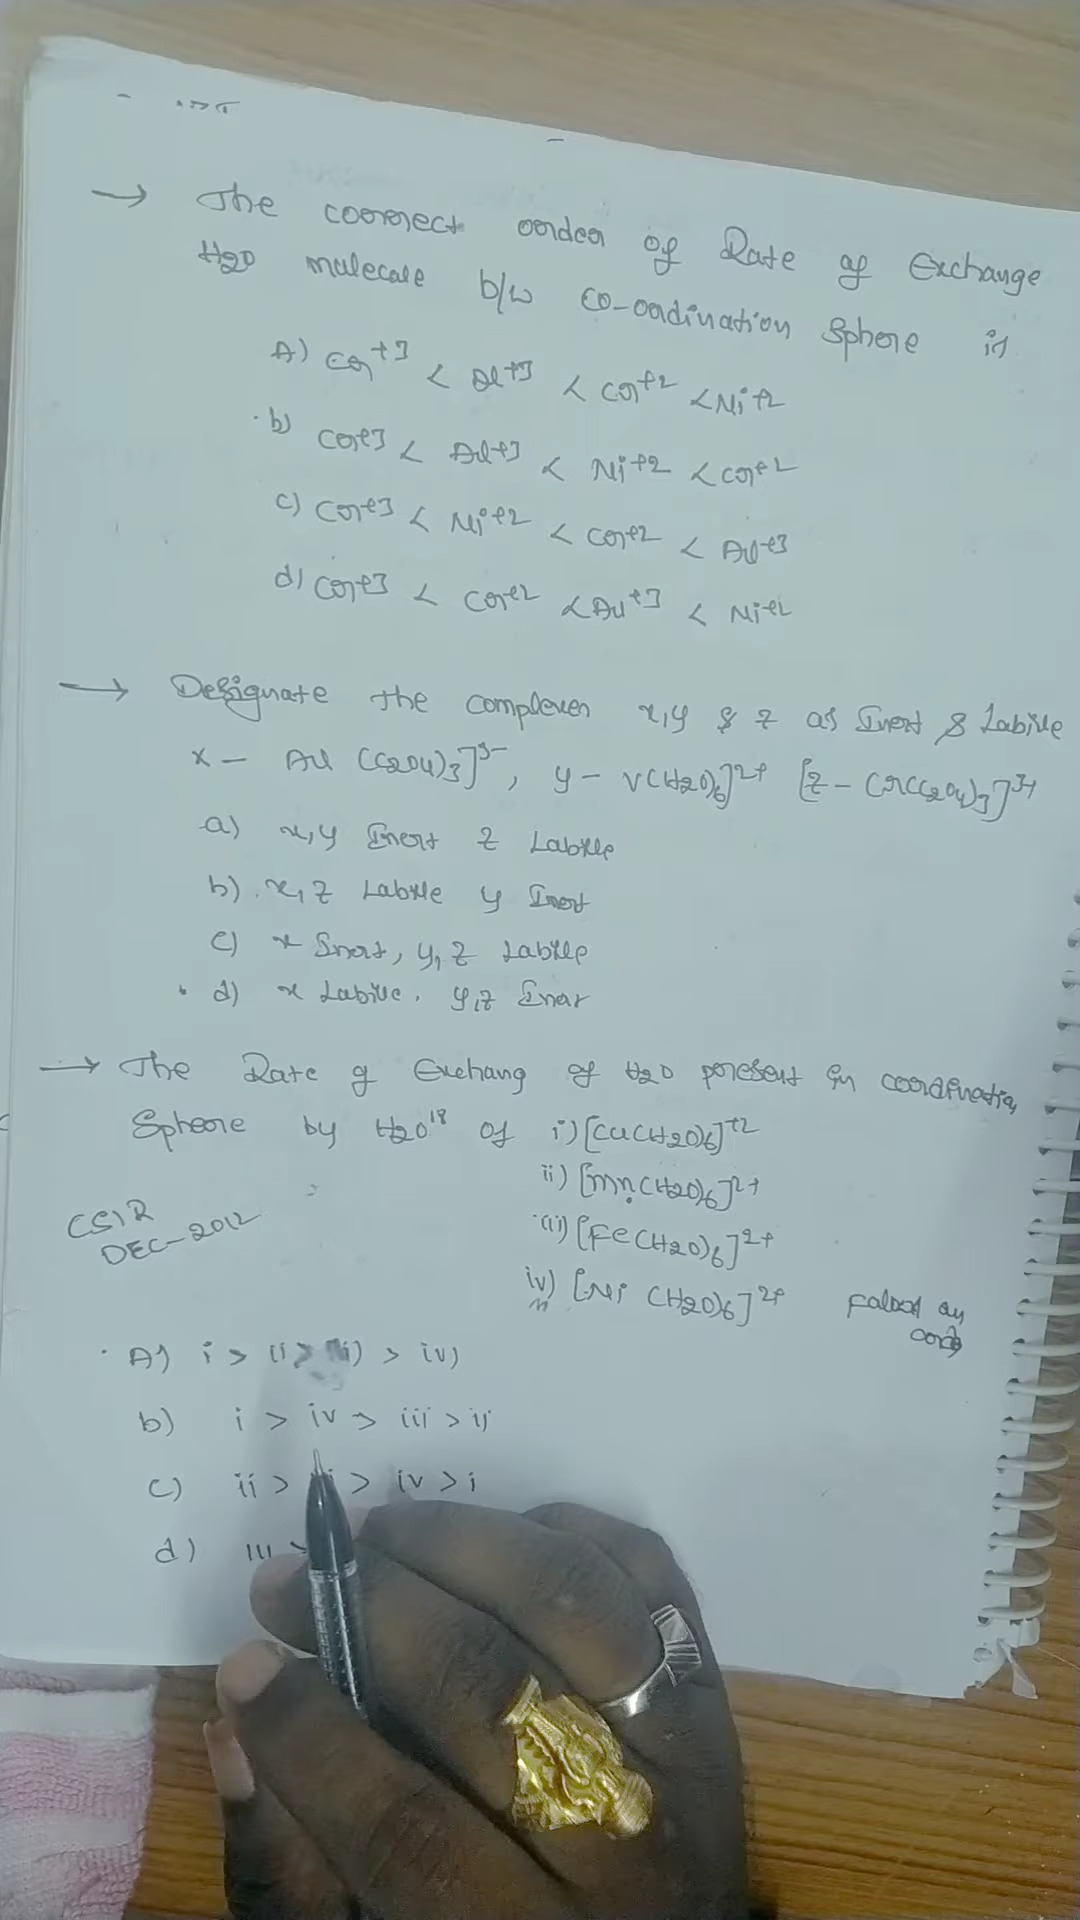 → The correct order of Rate of Exchange
H2O molecule b/w co-ordination Sphere is
A) Cr+3 < Al+3 < Cr+2 < Ni+2
b) Cr+3 < Al+3 < Ni+2 < Cr+2
c) Cr+3 < Ni+2 < Cr+2 < Al+3
d) Cr+3 < Cr+2 < Al+3 < Ni+2
→ Designate the complexes x,y & z as Inert & Labile
x – Al (C2O4)3]3-, y – V(H2O)6]2+ [z – Cr(C2O4)3]3+
a) x,y Inert z Labile
b) x, z Labile y Inert
c) x Inert, y, z Labile
d) x Labile. y,z Iner
→ The Rate of Exchang of H2O present in coordination
Sphere by H2O18 of i) [Cu(H2O)6]+2
ii) [Mn(H2O)6]2+
iii) [Fe(H2O)6]2+
iv) [Ni (H2O)6]2+
CSIR
DEC-2012
A) i > ii > iii) > iv)
b) i > iv > iii > ii
c) ii > > iv > i
d) iii >